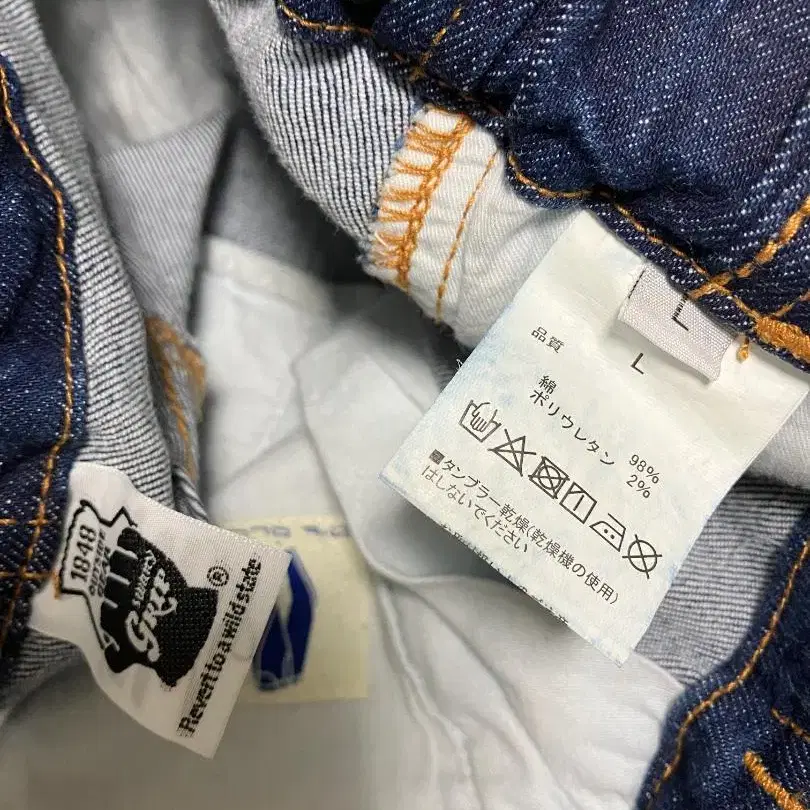 L
品質
L
綿 98%
ポリウレタン 2%
■タンブラー乾燥(乾燥機の使用)
はしないでください
1848
OUTSIDE
GEAR
GRIP
®
Revert to a wild state